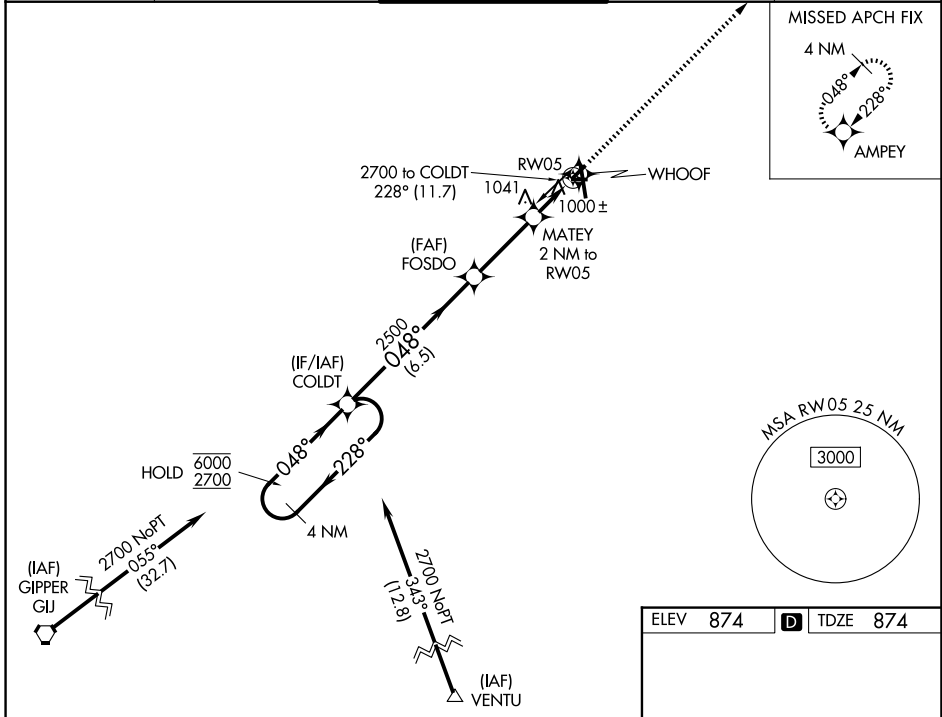 MISSED APCH FIX
4 NM
048°
228°
AMPEY
RW05
WHOOF
2700 to COLDT
228° (11.7)
1041
1000 ±
MATEY
2 NM to
RW05
(FAF)
FOSDO
2500
048°
(6.5)
(IF/IAF)
COLDT
048°
228°
HOLD
6000
2700
4 NM
2700 NoPT
055°
(32.7)
(IAF)
GIPPER
GIJ
2700 NoPT
343°
(12.8)
(IAF)
VENTU
MSA RW05 25 NM
3000
ELEV 874 D TDZE 874